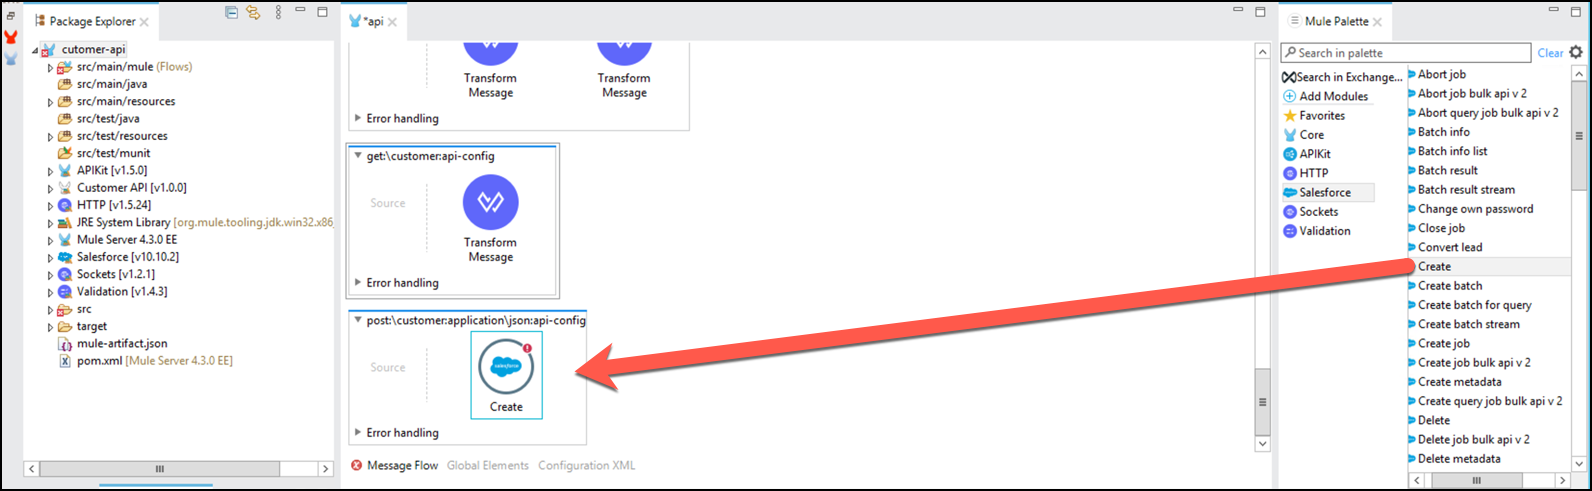 Package Explorer
cutomer-api
src/main/mule (Flows)
src/main/java
src/main/resources
src/test/java
src/test/resources
src/test/munit
APIKit [v1.5.0]
Customer API [v1.0.0]
HTTP [v1.5.24]
JRE System Library [org.mule.tooling.jdk.win32.x86_
Mule Server 4.3.0 EE
Salesforce [v10.10.2]
Sockets [v1.2.1]
Validation [v1.4.3]
src
target
mule-artifact.json
pom.xml [Mule Server 4.3.0 EE]
*api
Transform
Message
Transform
Message
Error handling
get:\customer:api-config
Source
Transform
Message
Error handling
post:\customer:application\json:api-config
Source
salesforce
Create
Error handling
Message Flow
Global Elements
Configuration XML
Mule Palette
Search in palette
Clear
Search in Exchange...
Add Modules
Favorites
Core
APIKit
HTTP
Salesforce
Sockets
Validation
Abort job
Abort job bulk api v 2
Abort query job bulk api v 2
Batch info
Batch info list
Batch result
Batch result stream
Change own password
Close job
Convert lead
Create
Create batch
Create batch for query
Create batch stream
Create job
Create job bulk api v 2
Create metadata
Create query job bulk api v 2
Delete
Delete job bulk api v 2
Delete metadata